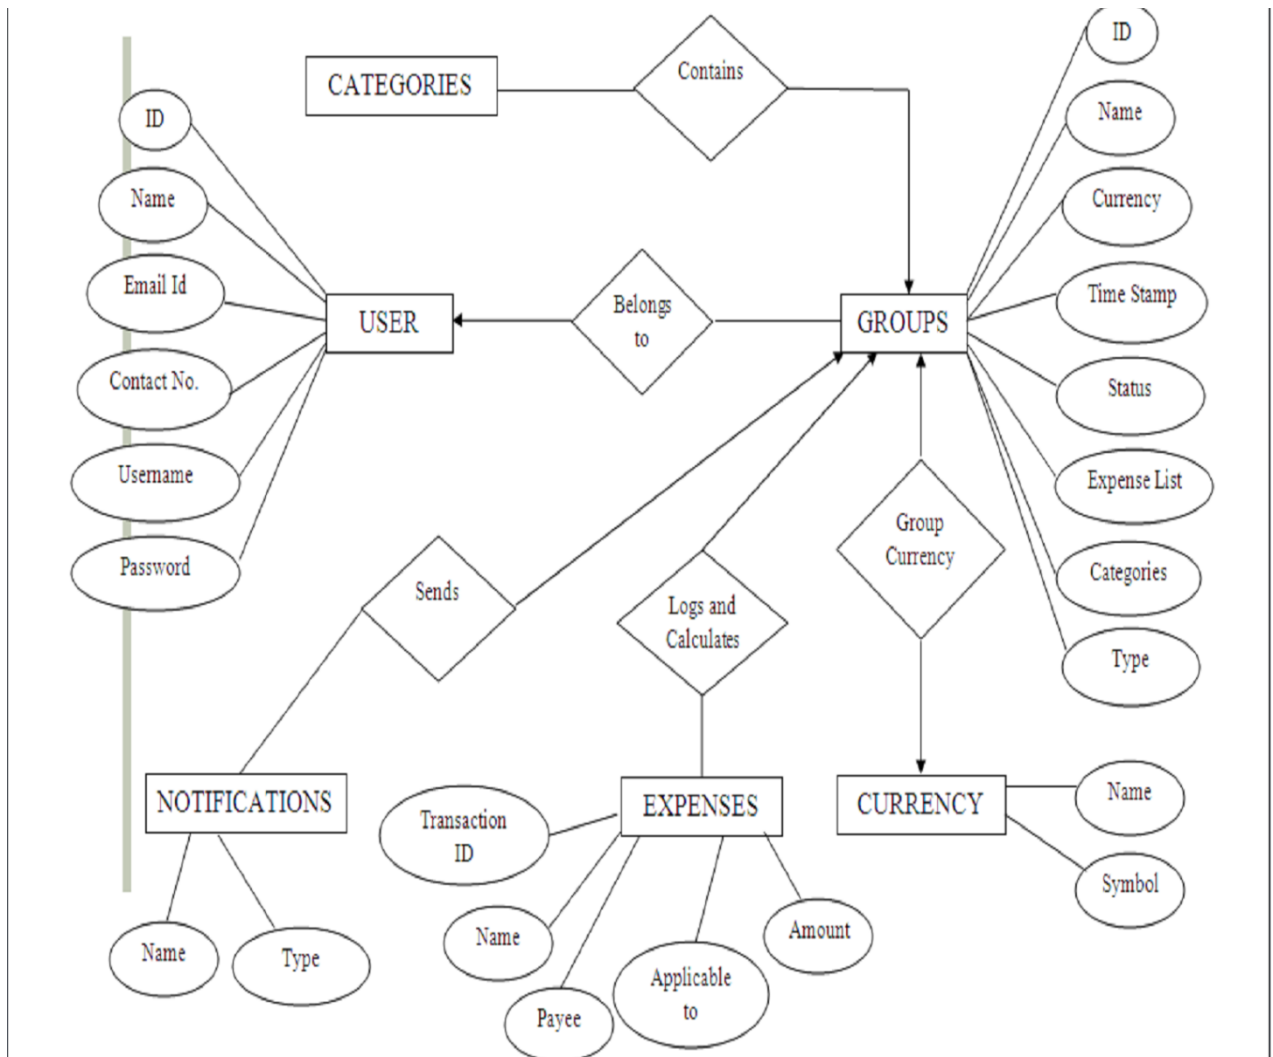 CATEGORIES
Contains
ID
Name
Currency
Time Stamp
Status
Expense List
Categories
Type
ID
Name
Email Id
Contact No.
Username
Password
USER
Belongs
to
GROUPS
Sends
Logs and
Calculates
Group
Currency
NOTIFICATIONS
Name
Type
EXPENSES
Transaction
ID
Name
Payee
Applicable
to
Amount
CURRENCY
Name
Symbol